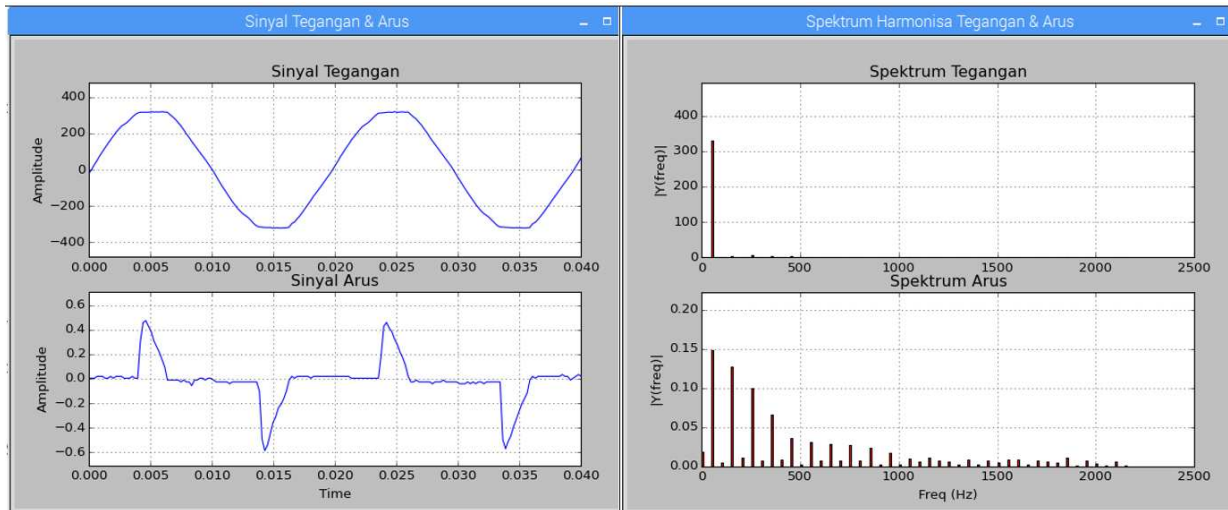 Sinyal Tegangan & Arus
Sinyal Tegangan
400
200
0
−200
−400
Amplitude
0.000 0.005 0.010 0.015 0.020 0.025 0.030 0.035 0.040
Sinyal Arus
0.6
0.4
0.2
0.0
−0.2
−0.4
−0.6
Amplitude
0.000 0.005 0.010 0.015 0.020 0.025 0.030 0.035 0.040
Time
Spektrum Harmonisa Tegangan & Arus
Spektrum Tegangan
400
300
200
100
0
|Y(freq)|
0 500 1000 1500 2000 2500
Spektrum Arus
0.20
0.15
0.10
0.05
0.00
|Y(freq)|
0 500 1000 1500 2000 2500
Freq (Hz)